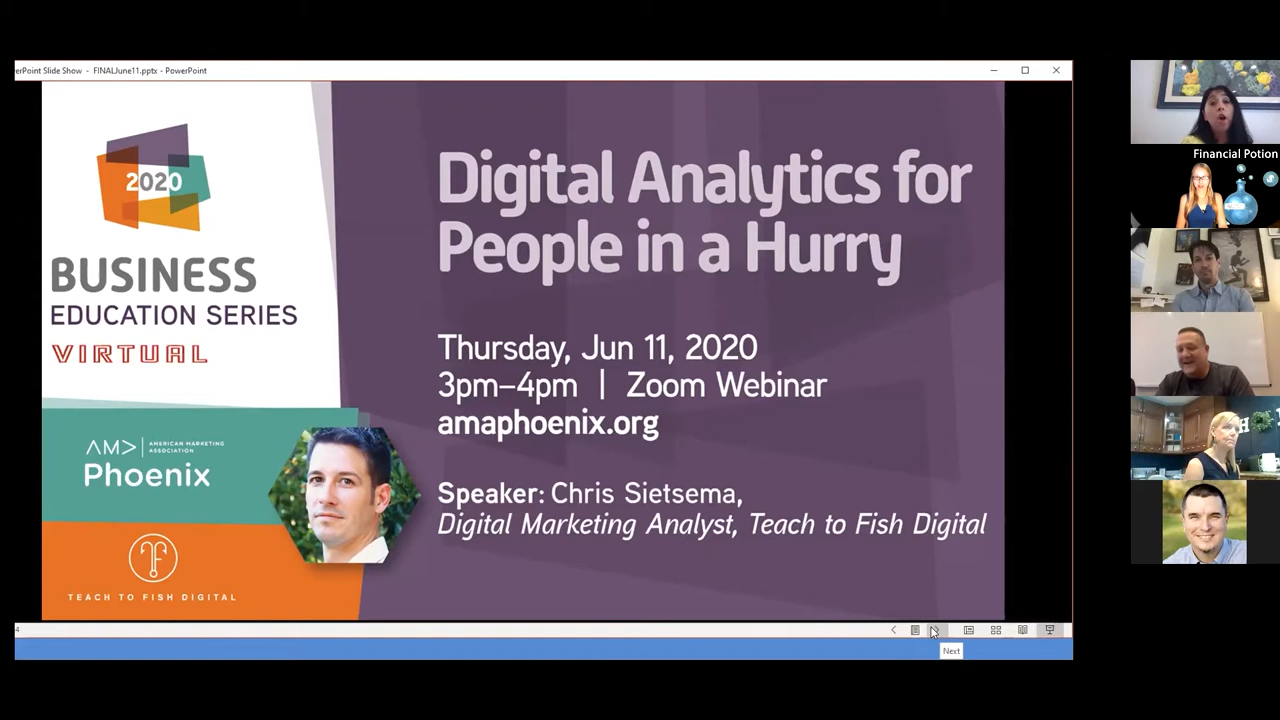 erPoint Slide Show - FINALJune11.pptx - PowerPoint
2020
BUSINESS
EDUCATION SERIES
VIRTUAL
AMA | AMERICAN MARKETING
ASSOCIATION
Phoenix
TEACH TO FISH DIGITAL
Digital Analytics for
People in a Hurry
Thursday, Jun 11, 2020
3pm–4pm | Zoom Webinar
amaphoenix.org
Speaker: Chris Sietsema,
Digital Marketing Analyst, Teach to Fish Digital
4
Next
Financial Potion